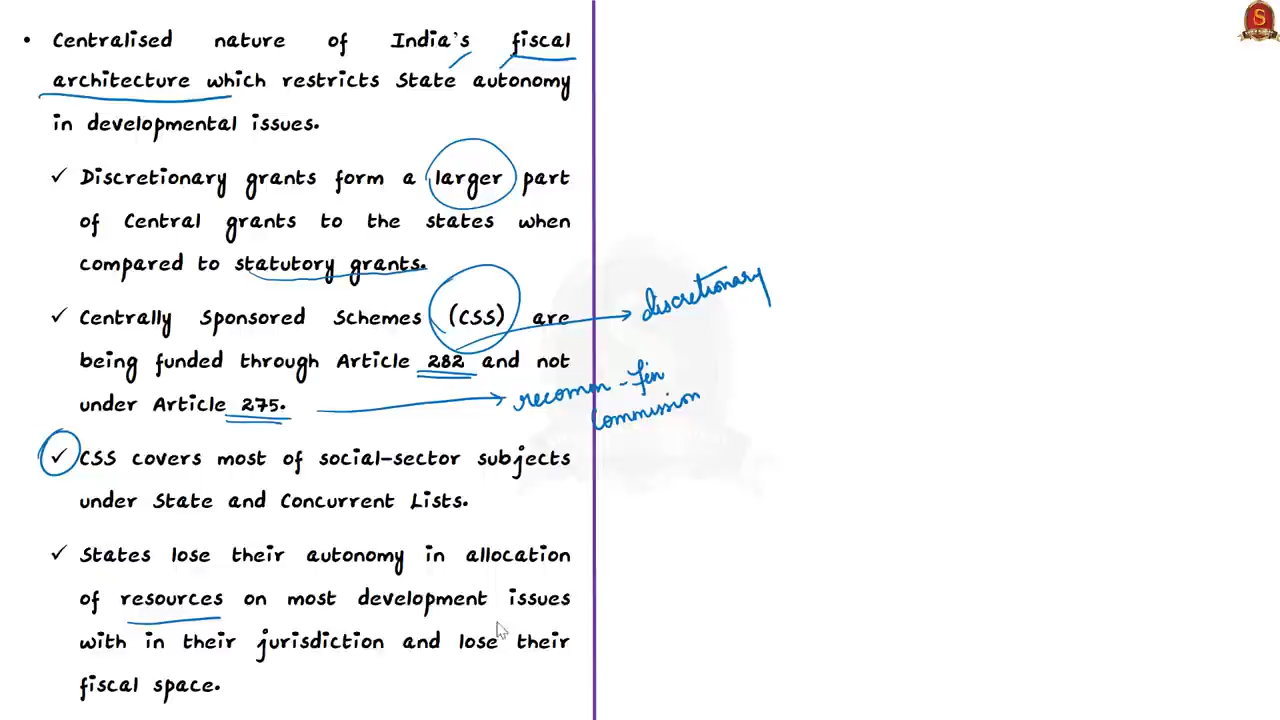 • Centralised nature of India's fiscal
architecture which restricts State autonomy
in developmental issues.
✓ Discretionary grants form a larger part
of Central grants to the states when
compared to statutory grants.
✓ Centrally Sponsored Schemes (CSS) are
being funded through Article 282 and not
under Article 275.
discretionary
recomen - fin
Commission
✓ CSS covers most of social-sector subjects
under State and Concurrent Lists.
✓ States lose their autonomy in allocation
of resources on most development issues
with in their jurisdiction and lose their
fiscal space.
S